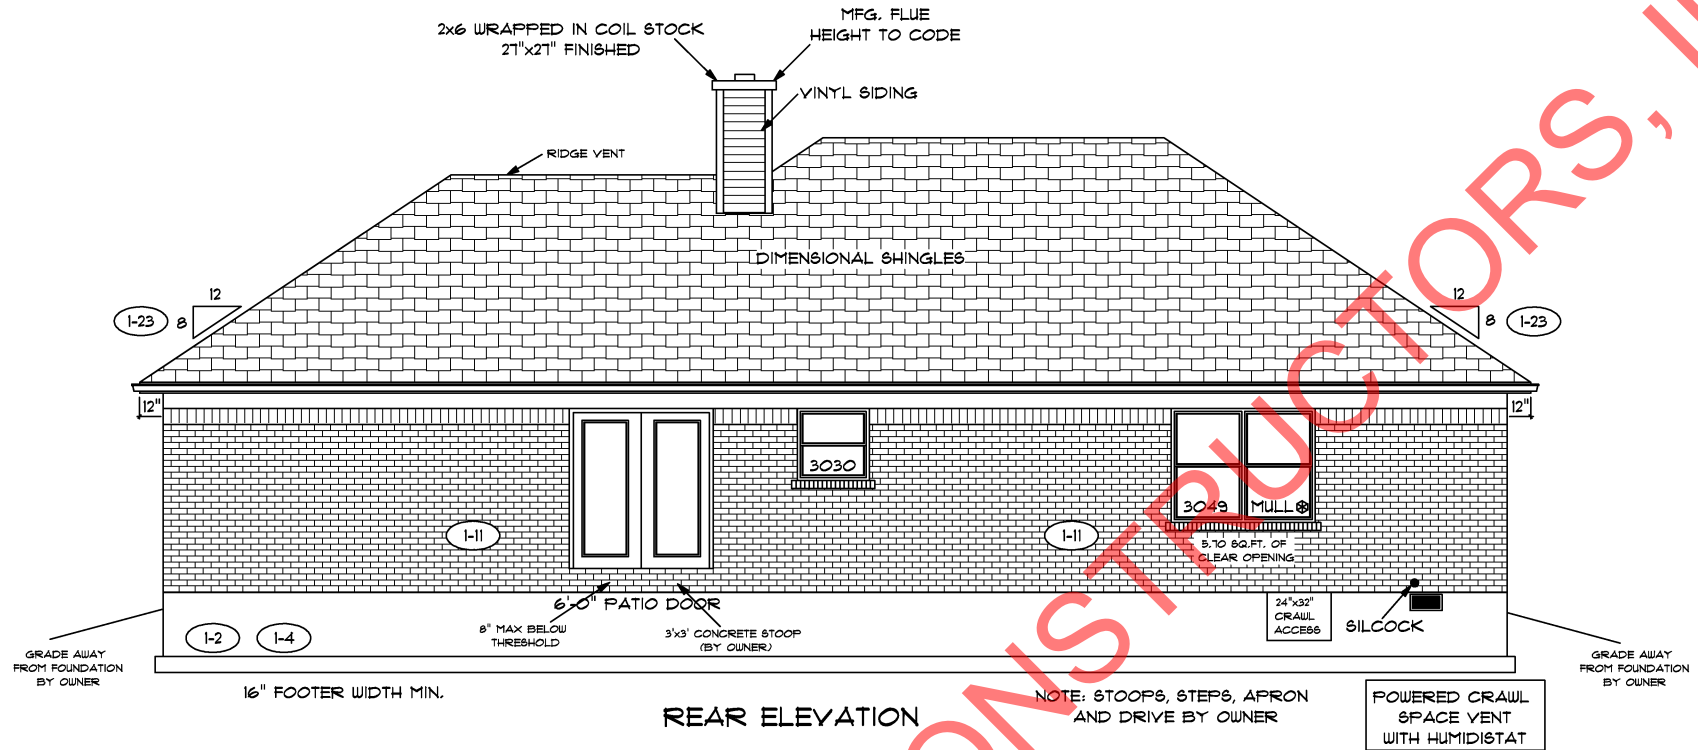 2x6 WRAPPED IN COIL STOCK
27"x27" FINISHED
MFG. FLUE
HEIGHT TO CODE
VINYL SIDING
RIDGE VENT
DIMENSIONAL SHINGLES
12
8
1-23
12
8
1-23
12"
12"
3030
3049 MULL
1-11
1-11
5.70 SQ.FT. OF
CLEAR OPENING
6'-0" PATIO DOOR
8" MAX BELOW
THRESHOLD
3'x3' CONCRETE STOOP
(BY OWNER)
24"x32"
CRAWL
ACCESS
SILCOCK
1-2
1-4
GRADE AWAY
FROM FOUNDATION
BY OWNER
GRADE AWAY
FROM FOUNDATION
BY OWNER
16" FOOTER WIDTH MIN.
REAR ELEVATION
NOTE: STOOPS, STEPS, APRON
AND DRIVE BY OWNER
POWERED CRAWL
SPACE VENT
WITH HUMIDISTAT
ONSTRUCTORS, I